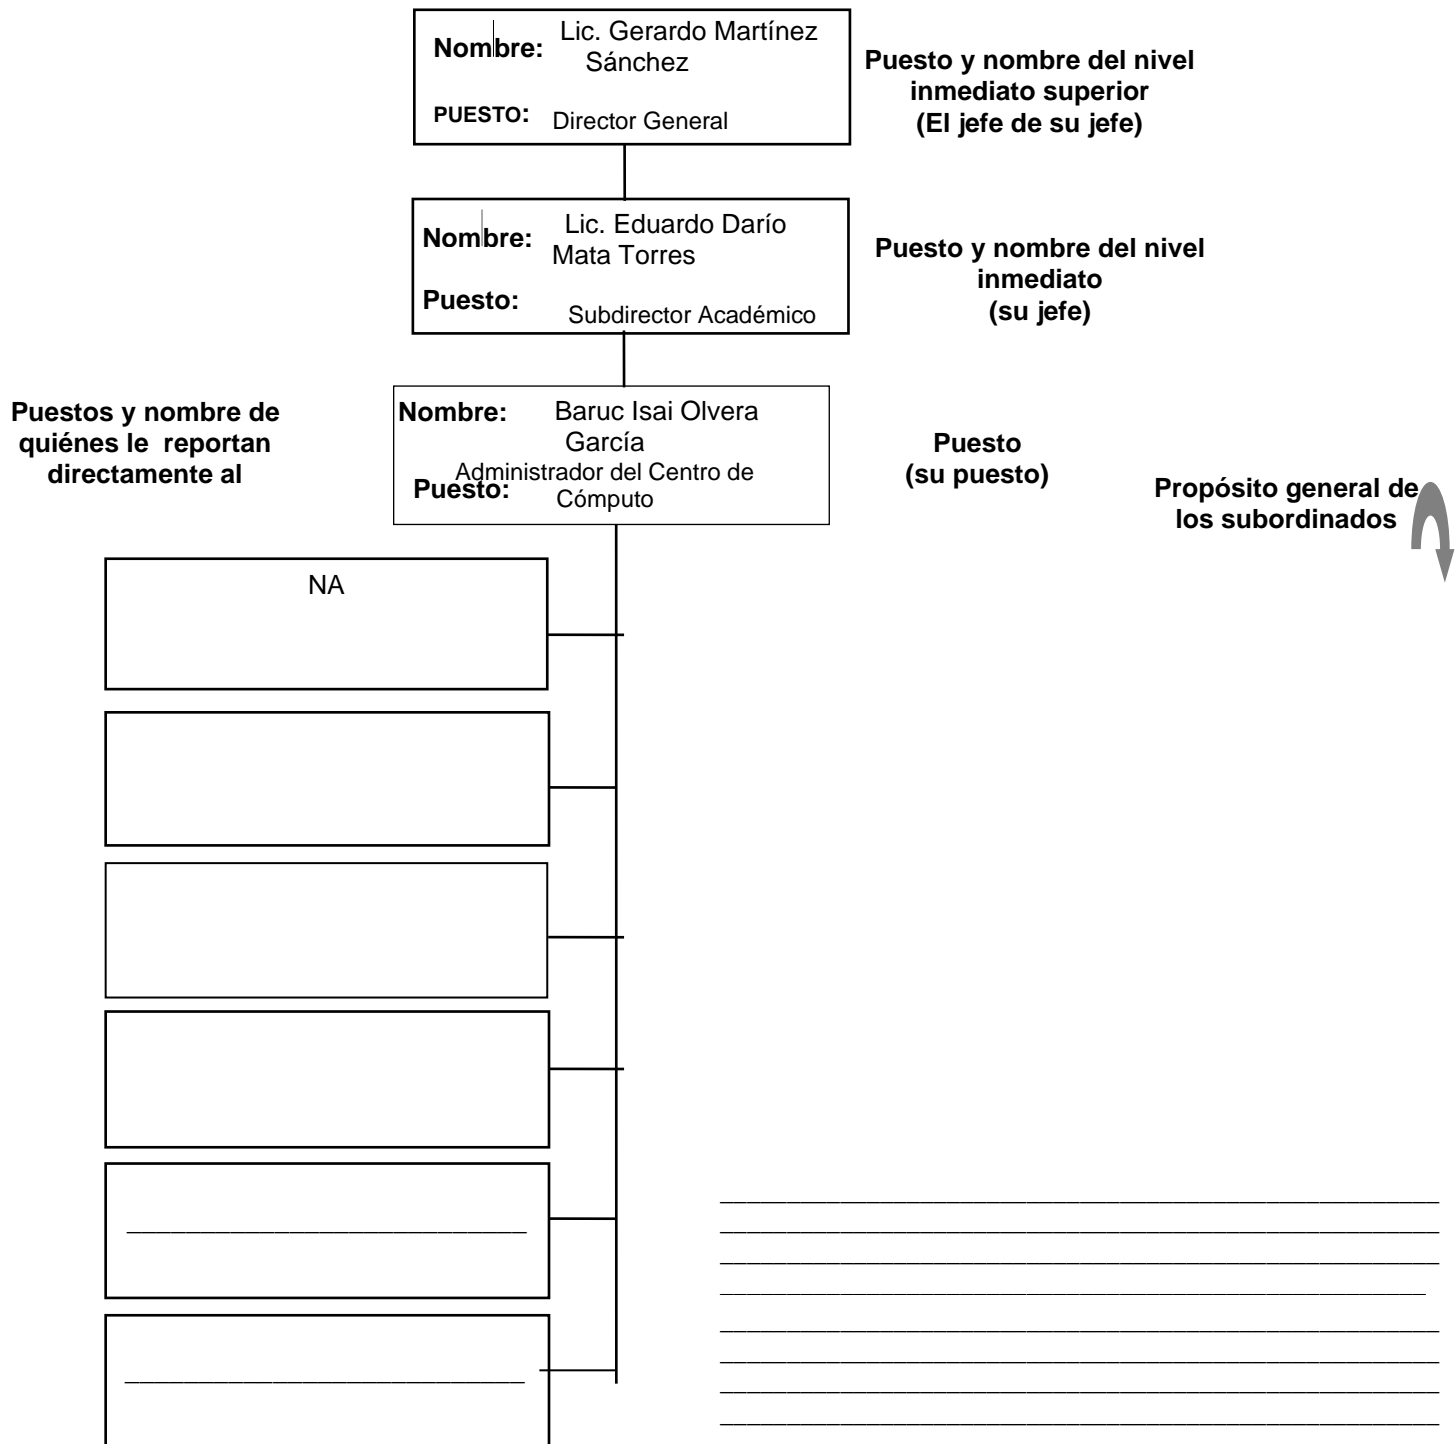 Nombre: Lic. Gerardo Martínez
Sánchez
PUESTO: Director General
Puesto y nombre del nivel
inmediato superior
(El jefe de su jefe)
Nombre: Lic. Eduardo Darío
Mata Torres
Puesto: Subdirector Académico
Puesto y nombre del nivel
inmediato
(su jefe)
Puestos y nombre de
quiénes le reportan
directamente al
Nombre: Baruc Isai Olvera
García
Puesto: Administrador del Centro de
Cómputo
Puesto
(su puesto)
Propósito general de
los subordinados
NA